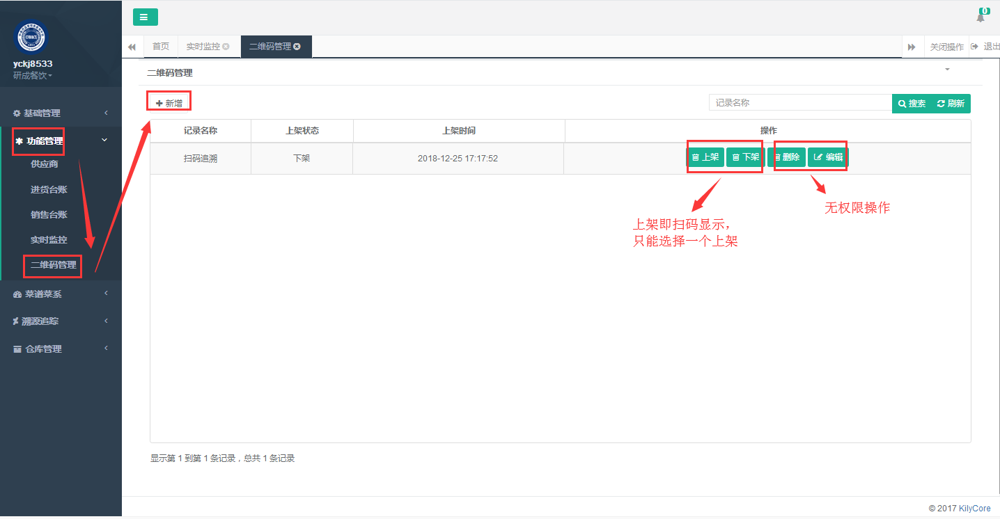 0
首页
实时监控
二维码管理
关闭操作
退出
yckj8533
研成餐饮
基础管理
功能管理
供应商
进货台账
销售台账
实时监控
二维码管理
菜谱菜系
溯源追踪
仓库管理
二维码管理
新增
记录名称
搜索
刷新
记录名称 上架状态 上架时间 操作
扫码追溯 下架 2018-12-25 17:17:52 上架 下架 删除 编辑
无权限操作
上架即扫码显示，
只能选择一个上架
显示第 1 到第 1 条记录，总共 1 条记录
© 2017 KilyCore